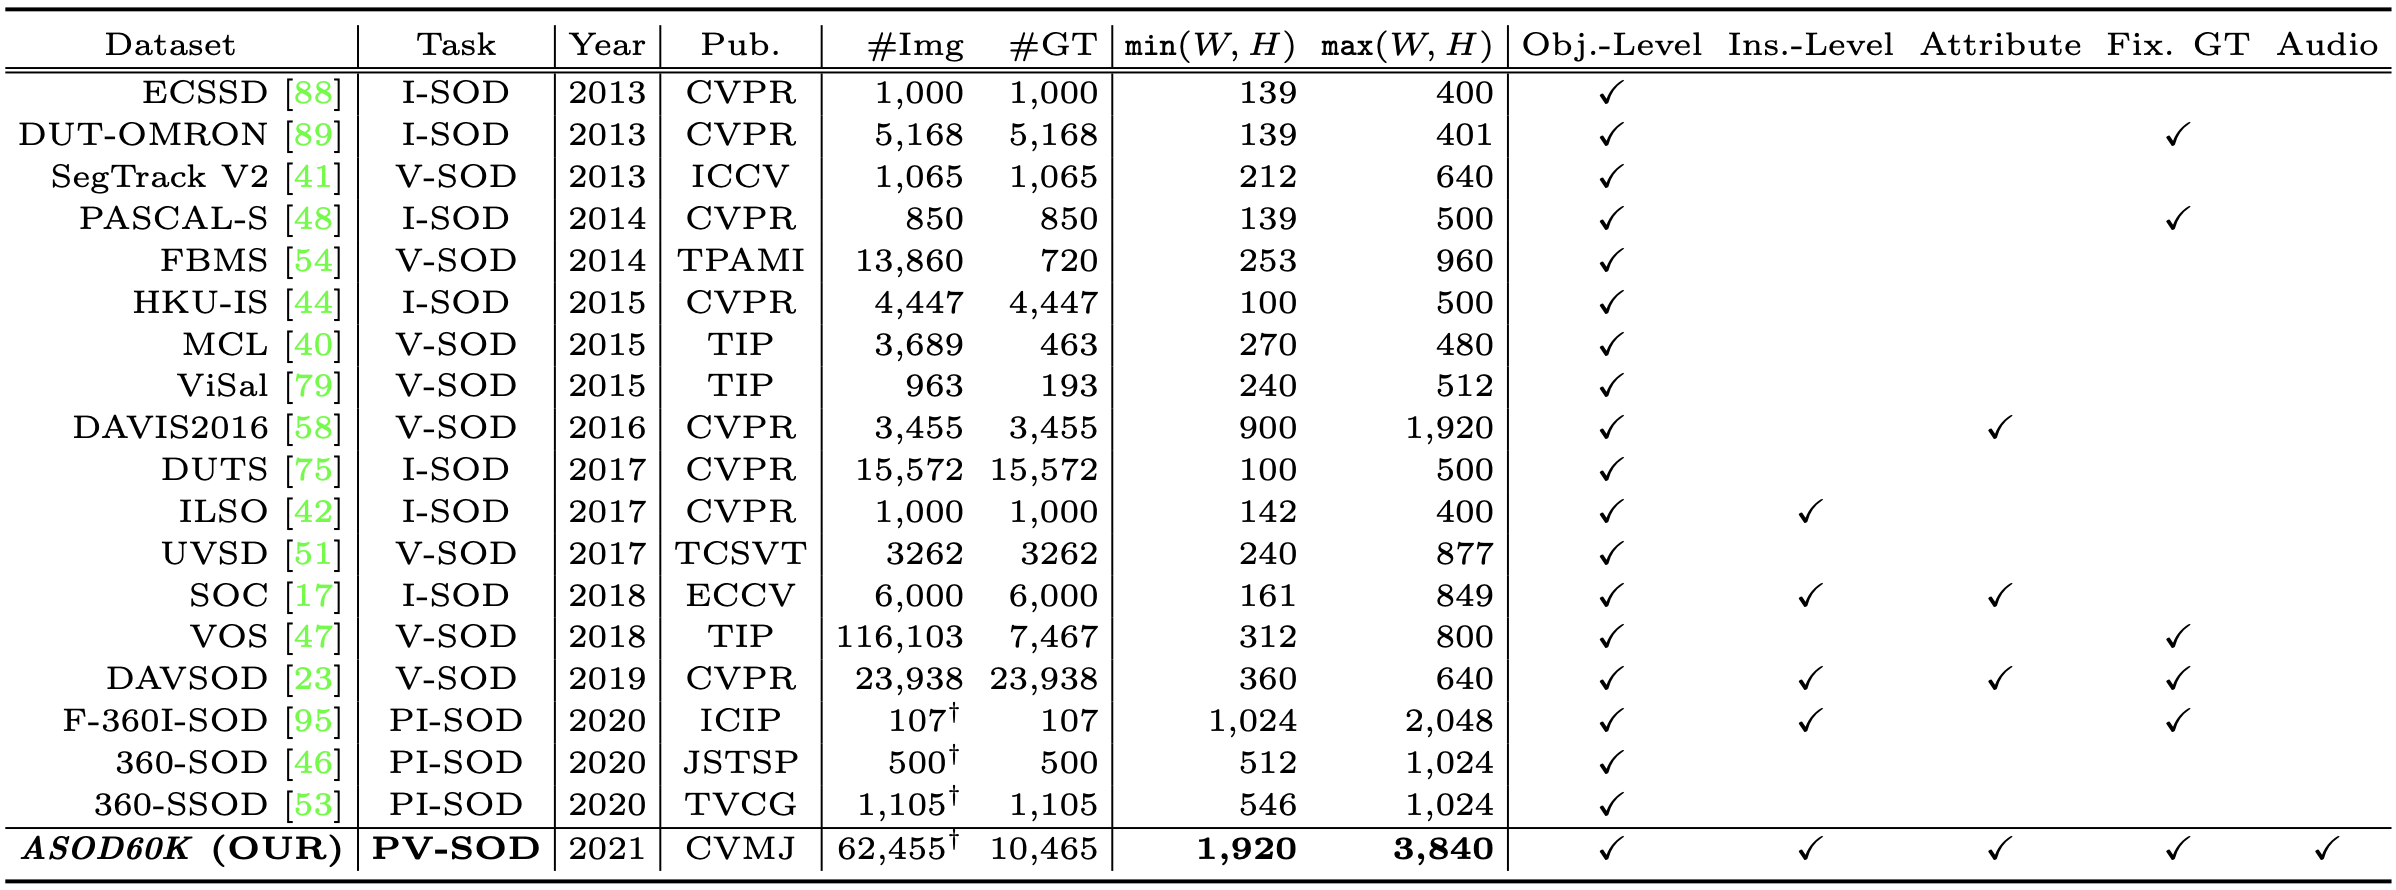 Dataset Task Year Pub. #Img #GT min(W, H) max(W, H) Obj.-Level Ins.-Level Attribute Fix. GT Audio
ECSSD [88] I-SOD 2013 CVPR 1,000 1,000 139 400 ✓
DUT-OMRON [89] I-SOD 2013 CVPR 5,168 5,168 139 401 ✓ ✓
SegTrack V2 [41] V-SOD 2013 ICCV 1,065 1,065 212 640 ✓
PASCAL-S [48] I-SOD 2014 CVPR 850 850 139 500 ✓ ✓
FBMS [54] V-SOD 2014 TPAMI 13,860 720 253 960 ✓
HKU-IS [44] I-SOD 2015 CVPR 4,447 4,447 100 500 ✓
MCL [40] V-SOD 2015 TIP 3,689 463 270 480 ✓
ViSal [79] V-SOD 2015 TIP 963 193 240 512 ✓
DAVIS2016 [58] V-SOD 2016 CVPR 3,455 3,455 900 1,920 ✓ ✓
DUTS [75] I-SOD 2017 CVPR 15,572 15,572 100 500 ✓
ILSO [42] I-SOD 2017 CVPR 1,000 1,000 142 400 ✓ ✓
UVSD [51] V-SOD 2017 TCSVT 3262 3262 240 877 ✓
SOC [17] I-SOD 2018 ECCV 6,000 6,000 161 849 ✓ ✓ ✓
VOS [47] V-SOD 2018 TIP 116,103 7,467 312 800 ✓ ✓
DAVSOD [23] V-SOD 2019 CVPR 23,938 23,938 360 640 ✓ ✓ ✓ ✓
F-360I-SOD [95] PI-SOD 2020 ICIP 107† 107 1,024 2,048 ✓ ✓ ✓
360-SOD [46] PI-SOD 2020 JSTSP 500† 500 512 1,024 ✓
360-SSOD [53] PI-SOD 2020 TVCG 1,105† 1,105 546 1,024 ✓
ASOD60K (OUR) PV-SOD 2021 CVMJ 62,455† 10,465 1,920 3,840 ✓ ✓ ✓ ✓ ✓